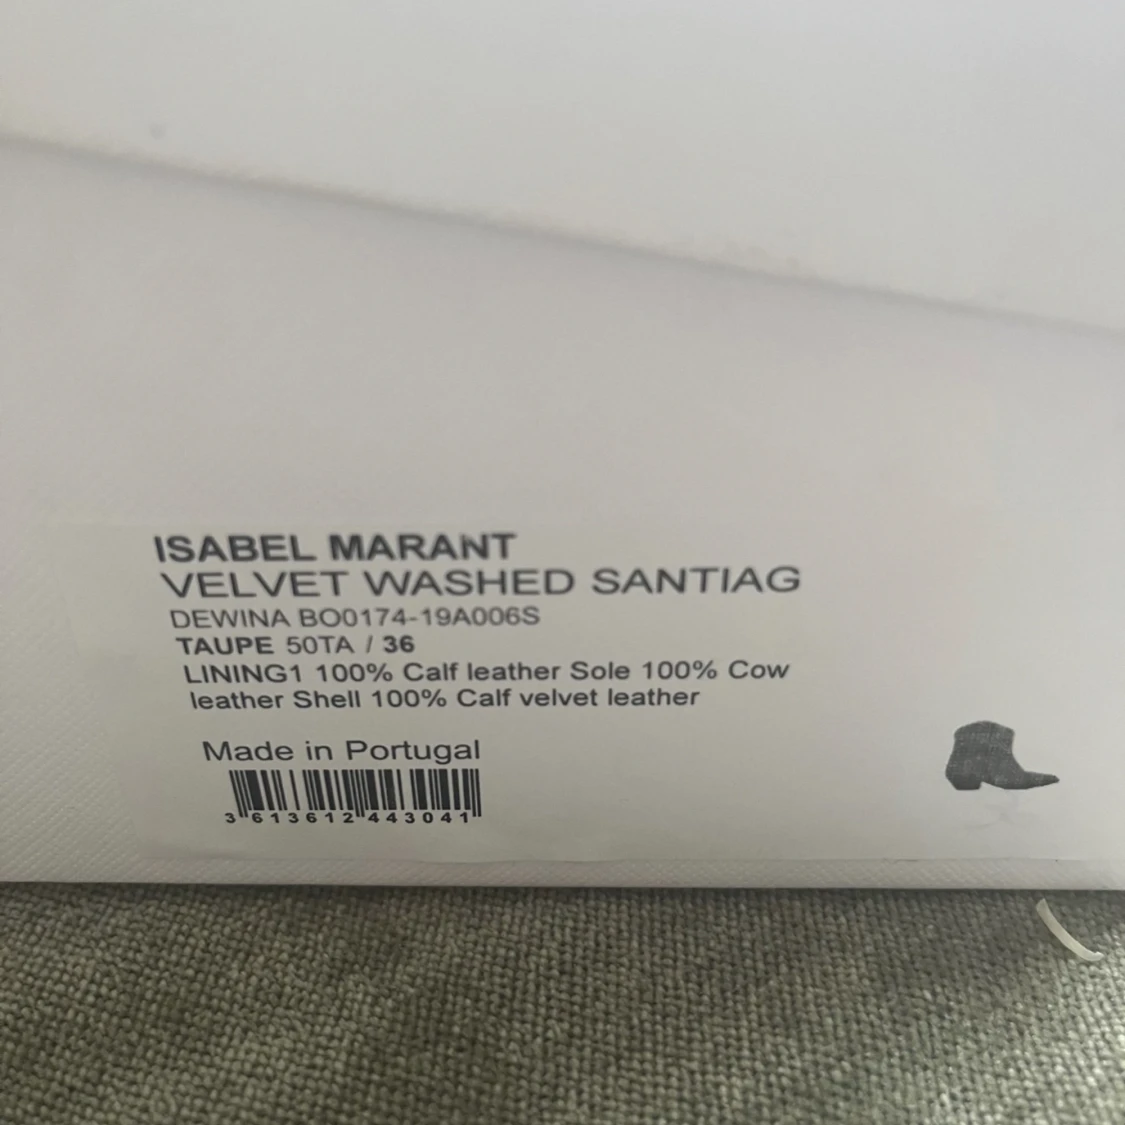 ISABEL MARANT
VELVET WASHED SANTIAG
DEWINA BO0174-19A006S
TAUPE 50TA / 36
LINING1 100% Calf leather Sole 100% Cow
leather Shell 100% Calf velvet leather
Made in Portugal
3 613612 443041